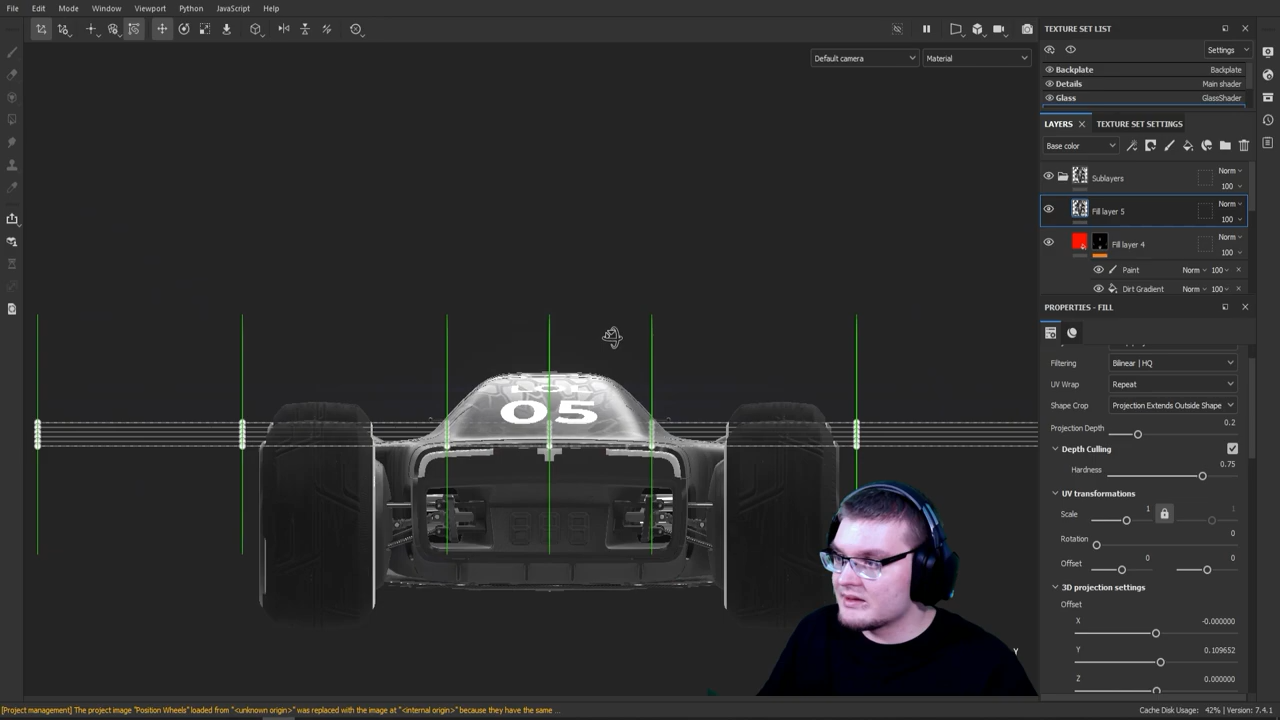 File Edit Mode Window Viewport Python JavaScript Help
Default camera
Material
TEXTURE SET LIST
Settings
Backplate Backplate
Details Main shader
Glass GlassShader
LAYERS TEXTURE SET SETTINGS
Base color
Sublayers Norm 100
Fill layer 5 Norm 100
Fill layer 4 Norm 100
Paint Norm 100
Dirt Gradient Norm 100
PROPERTIES - FILL
Filtering Bilinear | HQ
UV Wrap Repeat
Shape Crop Projection Extends Outside Shape
Projection Depth 0.2
Depth Culling
Hardness 0.75
UV transformations
Scale 1 1
Rotation 0
Offset 0 0
3D projection settings
Offset
X -0.000000
Y 0.109652
Z 0.000000
05
Y
[Project management] The project image "Position Wheels" loaded from "<unknown origin>" was replaced with the image at "<internal origin>" because they have the same ...
Cache Disk Usage: 42% | Version: 7.4.1